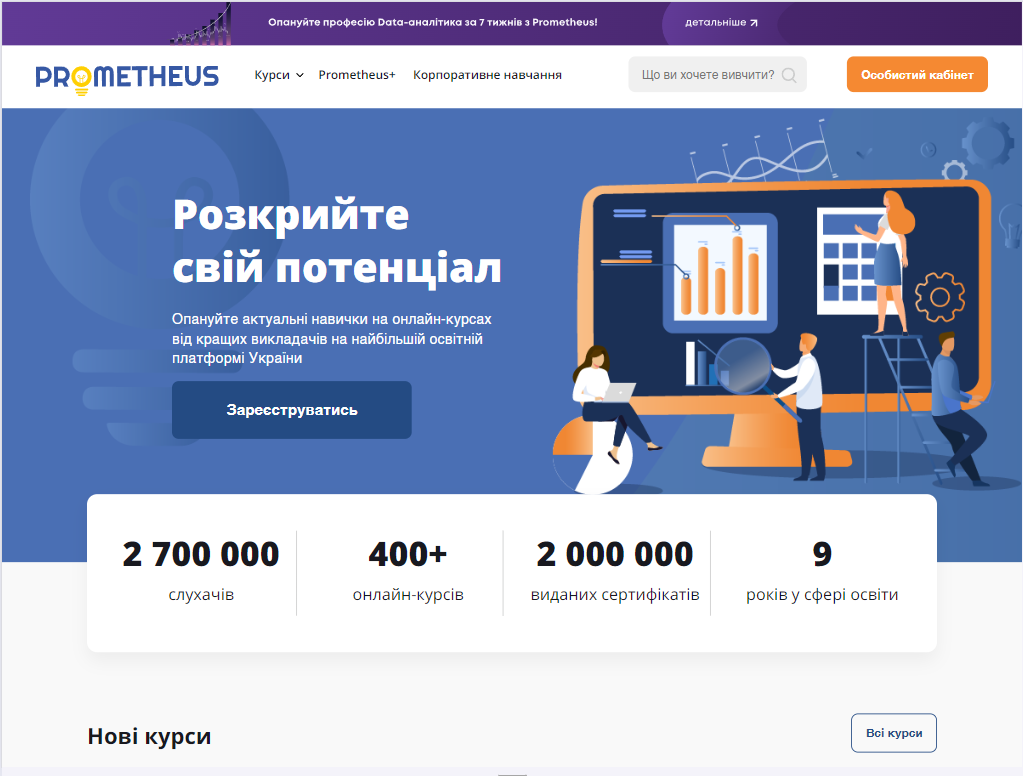 Опануйте професію Data-аналітика за 7 тижнів з Prometheus!
детальніше
PROMETHEUS
Курси
Prometheus+
Корпоративне навчання
Що ви хочете вивчити?
Особистий кабінет
Розкрийте
свій потенціал
Опануйте актуальні навички на онлайн-курсах
від кращих викладачів на найбільшій освітній
платформі України
Зареєструватись
2 700 000
слухачів
400+
онлайн-курсів
2 000 000
виданих сертифікатів
9
років у сфері освіти
Нові курси
Всі курси